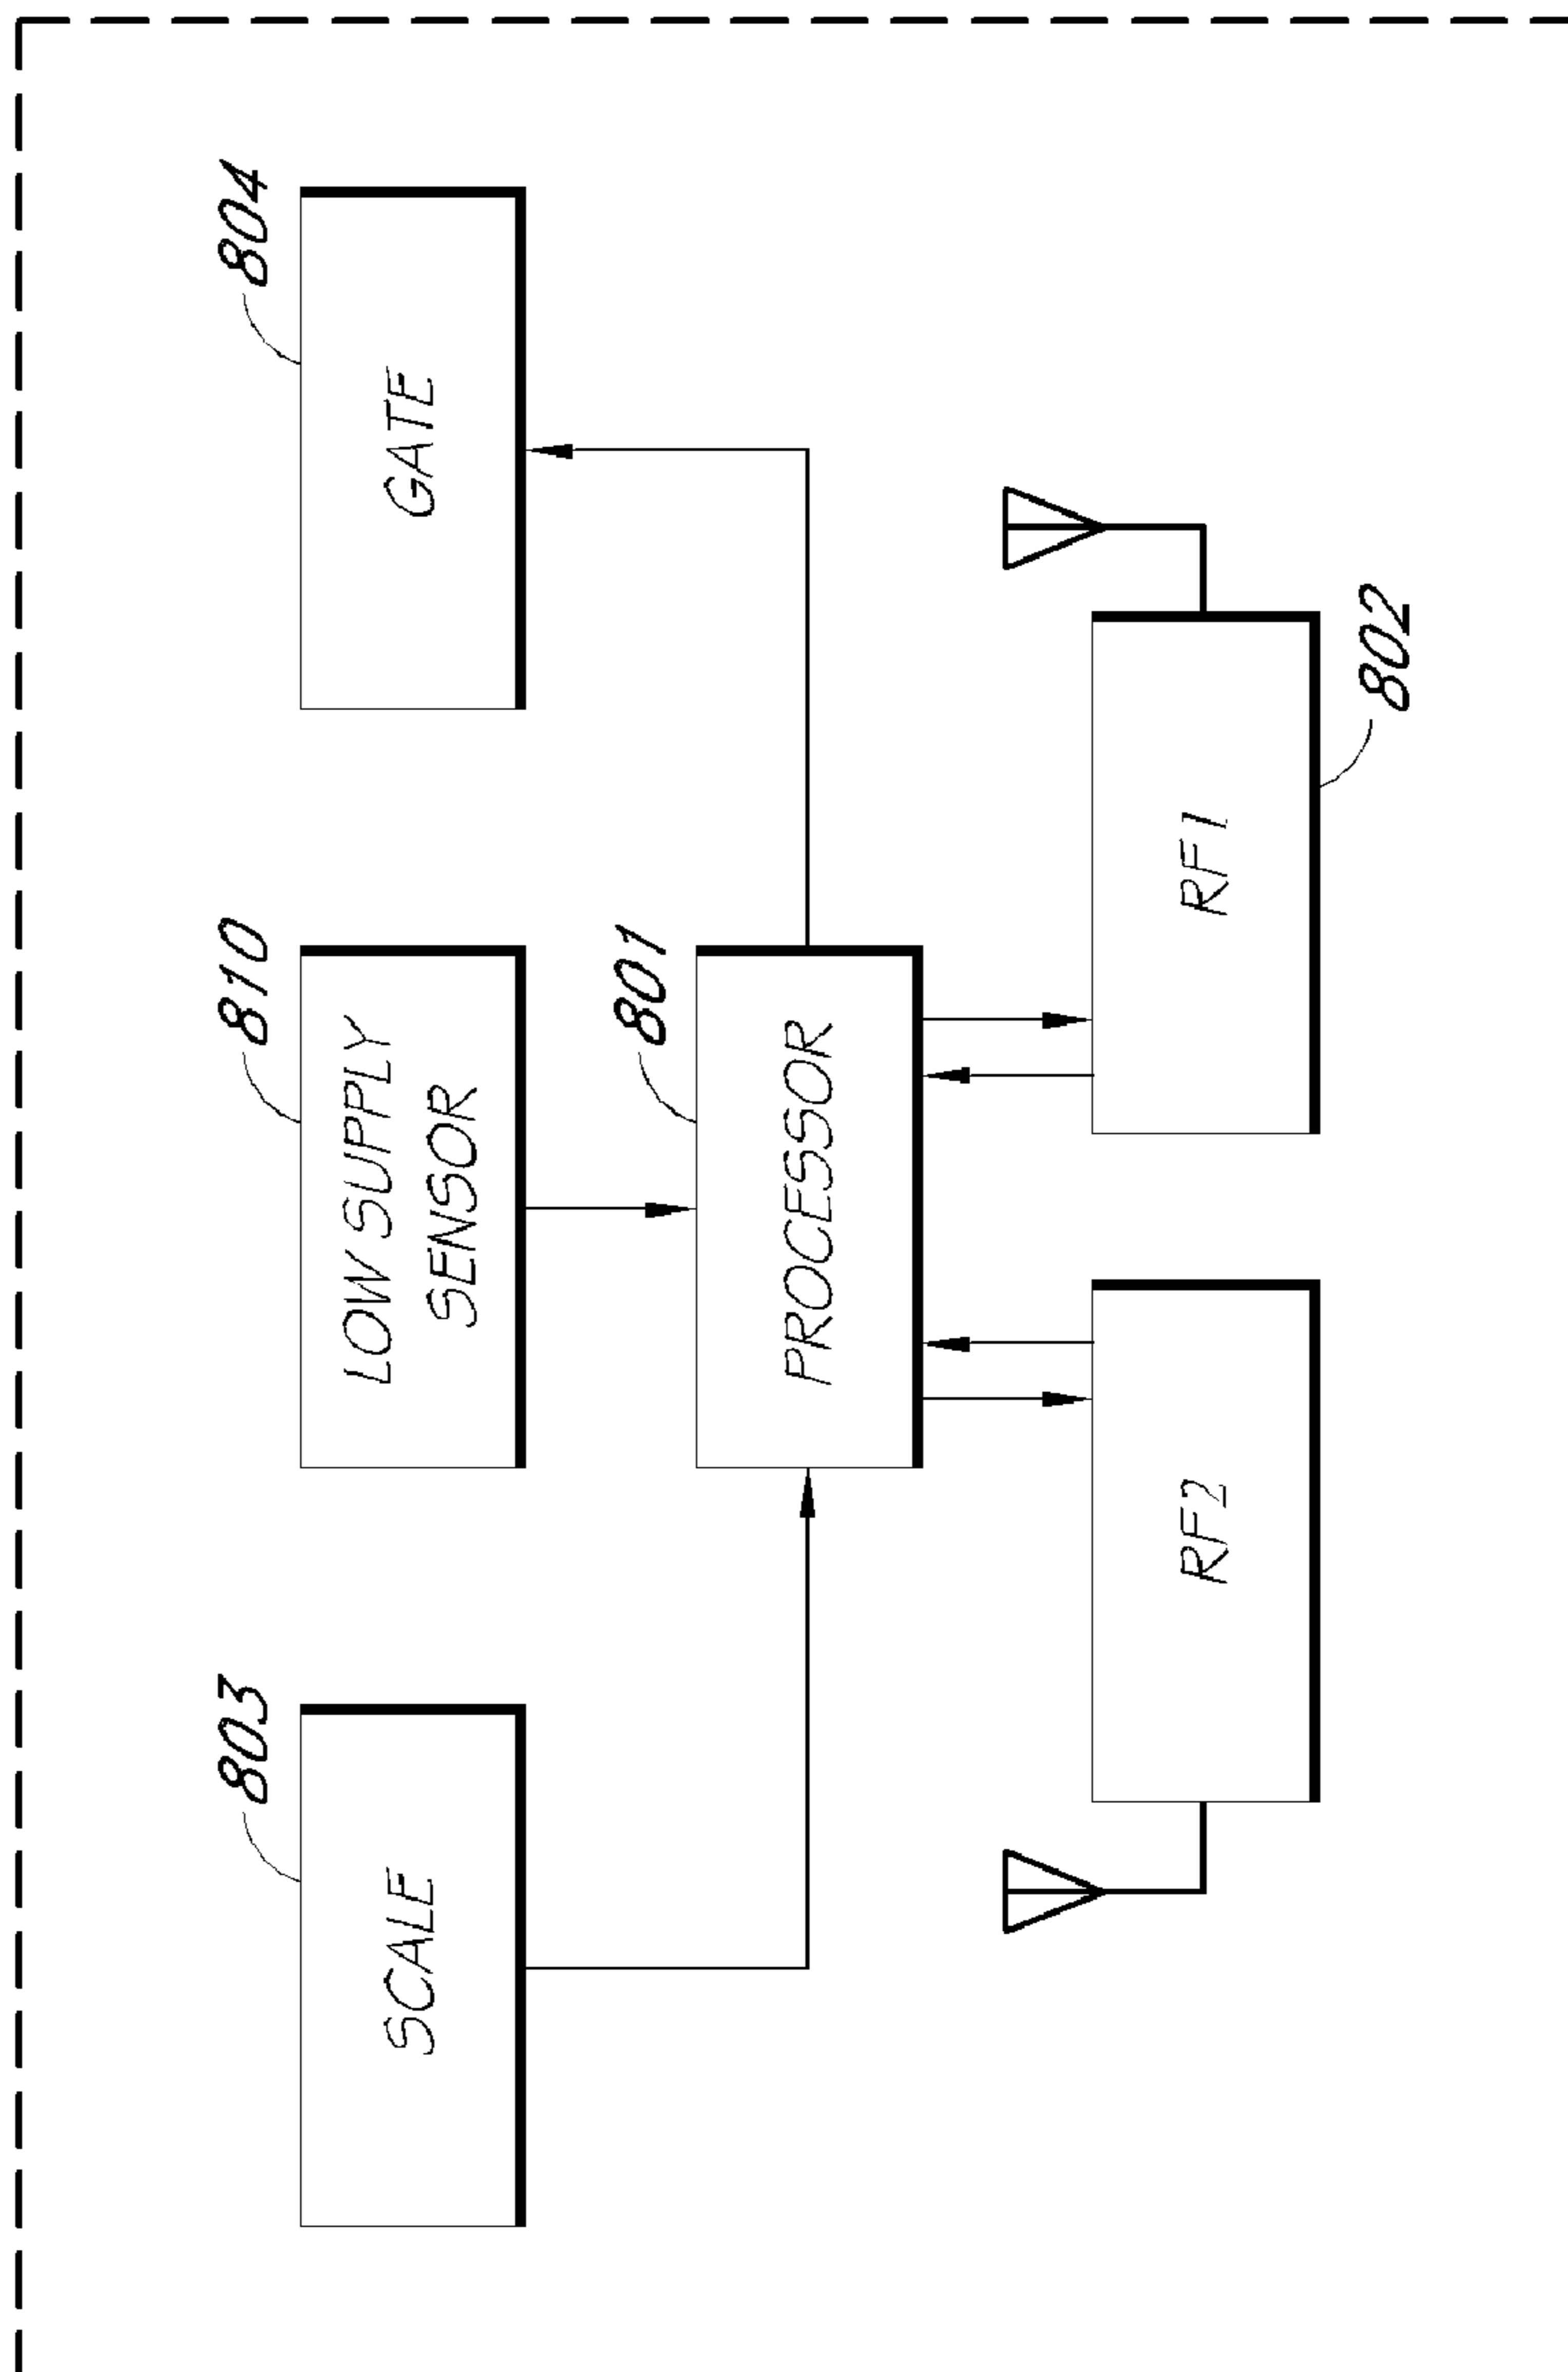 803
810
804
SCALE
LOW SUPPLY
SENSOR
GATE
801
PROCESSOR
RF2
RF1
802